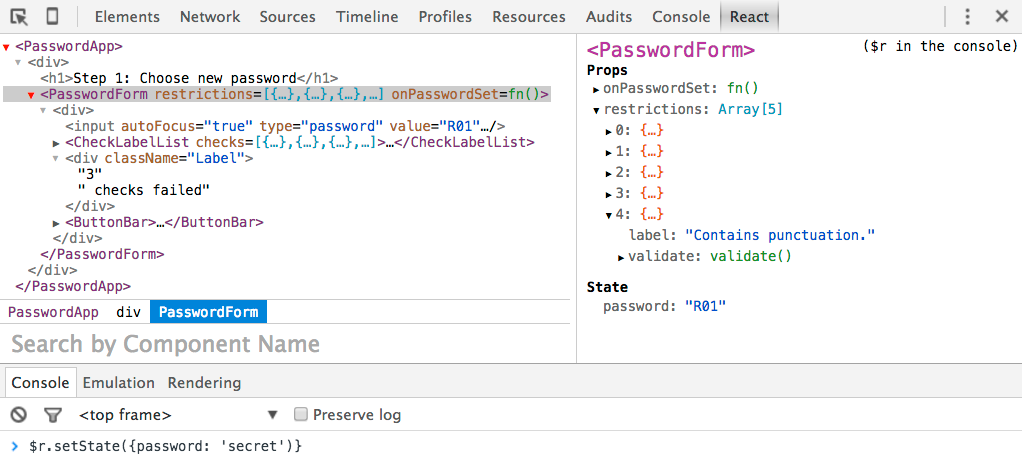 Elements Network Sources Timeline Profiles Resources Audits Console React
▼ <PasswordApp>
▼ <div>
<h1>Step 1: Choose new password</h1>
▼ <PasswordForm restrictions=[{…},{…},{…},…] onPasswordSet=fn()>
▼ <div>
<input autoFocus="true" type="password" value="R01"…/>
▶ <CheckLabelList checks=[{…},{…},{…},…]>…</CheckLabelList>
▼ <div className="Label">
"3"
" checks failed"
</div>
▶ <ButtonBar>…</ButtonBar>
</div>
</PasswordForm>
</div>
</PasswordApp>
PasswordApp div PasswordForm
Search by Component Name
<PasswordForm> ($r in the console)
Props
▶ onPasswordSet: fn()
▼ restrictions: Array[5]
▶ 0: {…}
▶ 1: {…}
▶ 2: {…}
▶ 3: {…}
▼ 4: {…}
label: "Contains punctuation."
▶ validate: validate()
State
password: "R01"
Console Emulation Rendering
<top frame> ▼ Preserve log
> $r.setState({password: 'secret')}